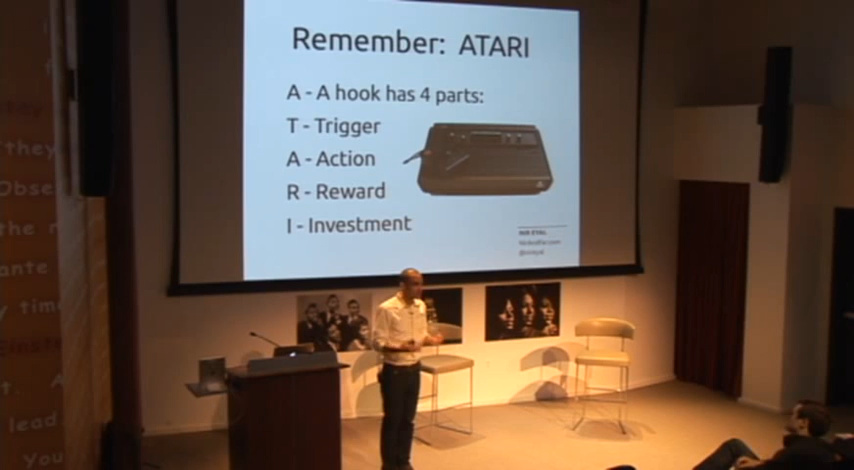 Remember: ATARI
A - A hook has 4 parts:
T - Trigger
A - Action
R - Reward
I - Investment
NIR EYAL
they
Obse
the
ante
time
Einste
t. A
lead
You